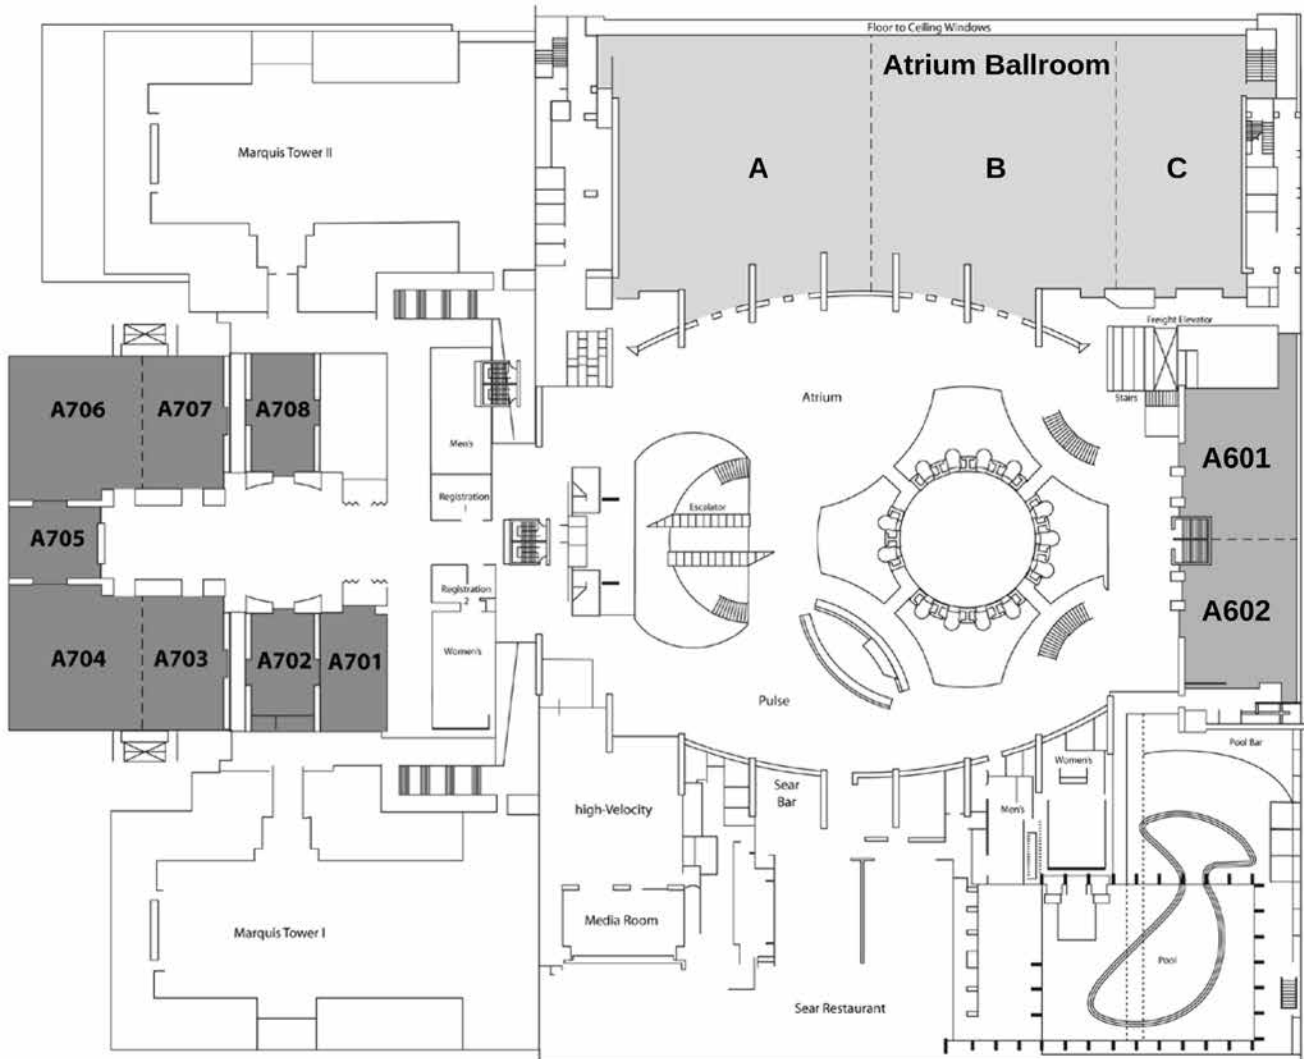 Floor to Ceiling Windows
Atrium Ballroom
Marquis Tower II
A
B
C
Freight Elevator
A706
A707
A708
Atrium
Stairs
Men's
A601
Registration
1
Escalator
A705
Registration
2
A602
A704
A703
A702
A701
Women's
Pulse
Pool Bar
Women's
Sear
Bar
high-Velocity
Men's
Media Room
Marquis Tower I
Pool
Sear Restaurant